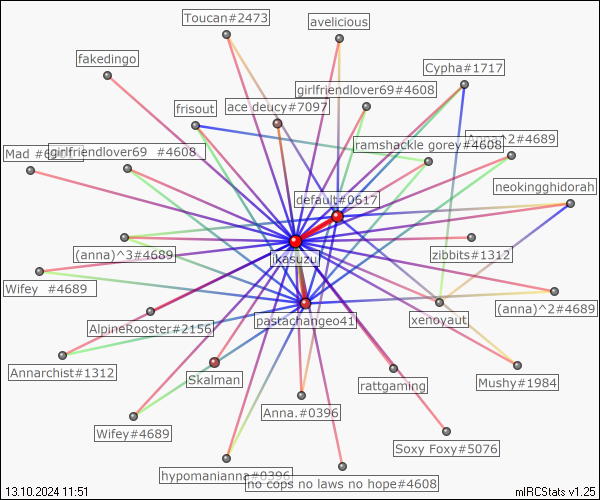 Toucan#2473
avelicious
fakedingo
Cypha#1717
girlfriendlover69#4608
frisout
ace deucy#7097
ramshackle gorey#4608
Anna^2#4689
Mad
girlfriendlover69 #4608
neokingghidorah
default#0617
(anna)^3#4689
ikasuzu
zibbits#1312
Wifey #4689
(anna)^2#4689
AlpineRooster#2156
pastachangeo41
xenoyaut
Annarchist#1312
Skalman
rattgaming
Mushy#1984
Anna.#0396
Wifey#4689
Soxy Foxy#5076
hypomanianna#0396
no cops no laws no hope#4608
13.10.2024 11:51
mIRCStats v1.25